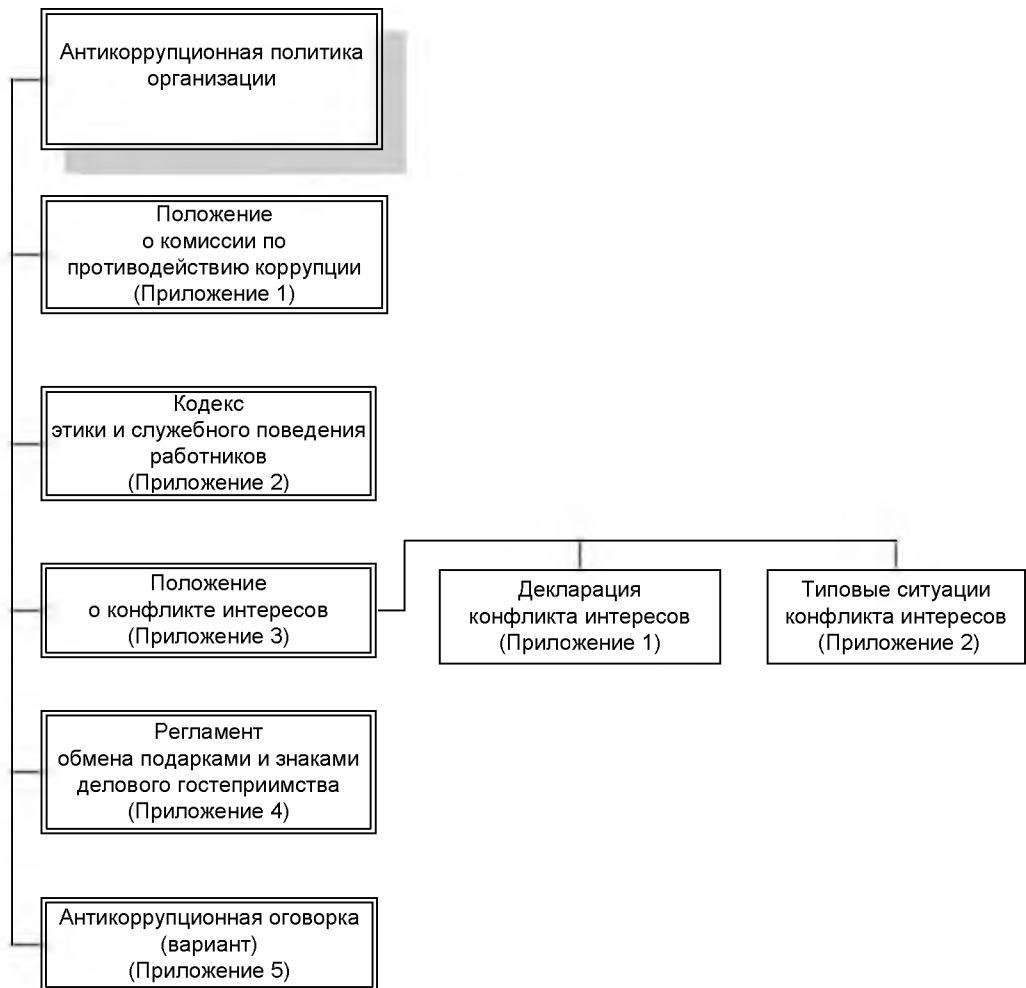 Антикоррупционная политика
организации
Положение
о комиссии по
противодействию коррупции
(Приложение 1)
Кодекс
этики и служебного поведения
работников
(Приложение 2)
Положение
о конфликте интересов
(Приложение 3)
Декларация
конфликта интересов
(Приложение 1)
Типовые ситуации
конфликта интересов
(Приложение 2)
Регламент
обмена подарками и знаками
делового гостеприимства
(Приложение 4)
Антикоррупционная оговорка
(вариант)
(Приложение 5)